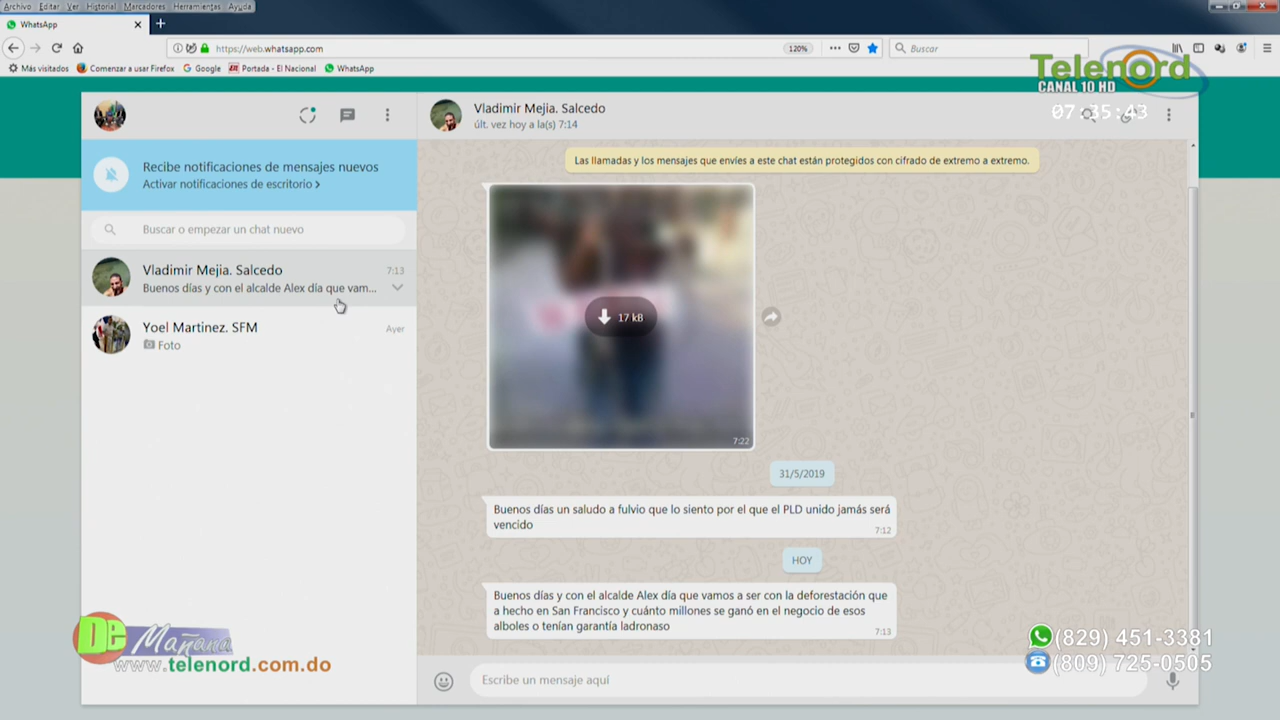 Archivo Editar Ver Historial Marcadores Herramientas Ayuda
WhatsApp
https://web.whatsapp.com
120%
Buscar
Más visitados
Comenzar a usar Firefox
Google
Portada - El Nacional
WhatsApp
Telenord
CANAL 10 HD
07:35:43
Vladimir Mejia. Salcedo
últ. vez hoy a la(s) 7:14
Recibe notificaciones de mensajes nuevos
Activar notificaciones de escritorio
Buscar o empezar un chat nuevo
Vladimir Mejia. Salcedo
7:13
Buenos días y con el alcalde Alex día que vam...
Yoel Martinez. SFM
Ayer
Foto
Las llamadas y los mensajes que envíes a este chat están protegidos con cifrado de extremo a extremo.
17 kB
7:22
31/5/2019
Buenos días un saludo a fulvio que lo siento por el que el PLD unido jamás será
vencido
7:12
HOY
Buenos días y con el alcalde Alex día que vamos a ser con la deforestación que
a hecho en San Francisco y cuánto millones se ganó en el negocio de esos
alboles o tenían garantía ladronaso
7:13
Escribe un mensaje aquí
De Mañana
www.telenord.com.do
(829) 451-3381
(809) 725-0505